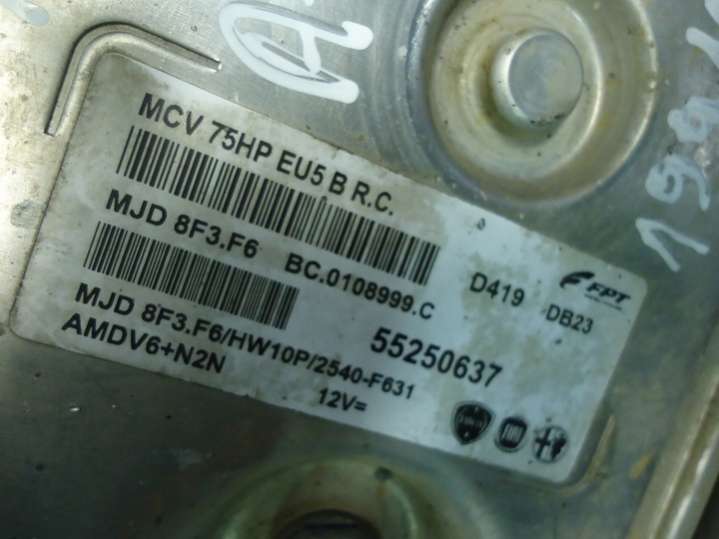 A
199
MCV 75HP EU5 B R.C.
MJD 8F3.F6 BC.0108999.C D419 DB23
FPT
MJD 8F3.F6/HW10P/2540-F631 55250637
AMDV6+N2N 12V=